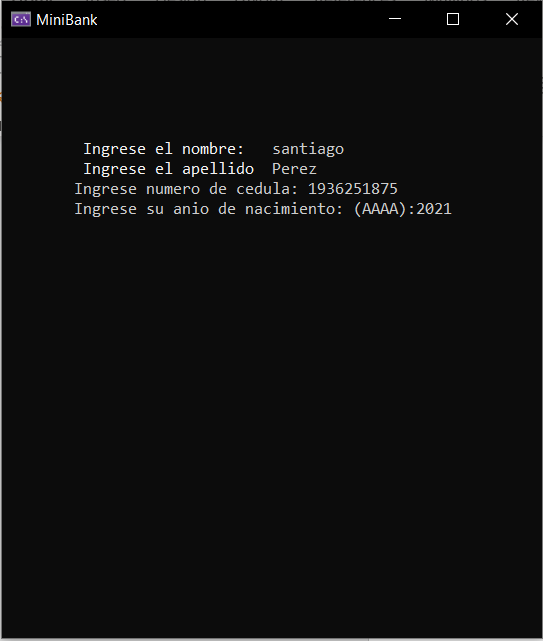 MiniBank
Ingrese el nombre: santiago
Ingrese el apellido Perez
Ingrese numero de cedula: 1936251875
Ingrese su anio de nacimiento: (AAAA):2021